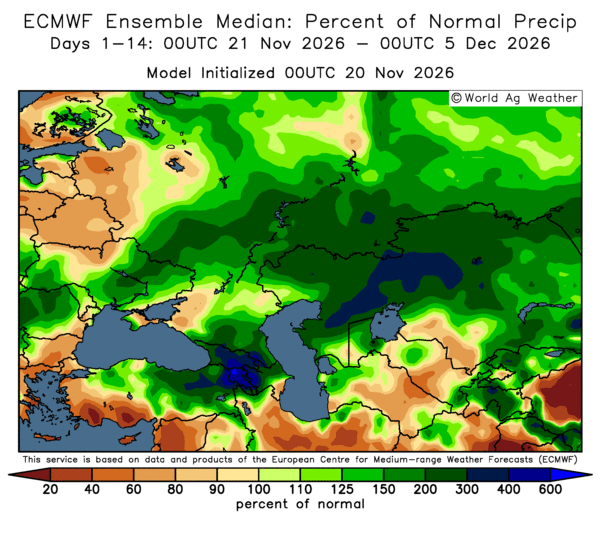 ECMWF Ensemble Median: Percent of Normal Precip
Days 1-14: 00UTC 21 Nov 2026 - 00UTC 5 Dec 2026
Model Initialized 00UTC 20 Nov 2026
©World Ag Weather
This service is based on data and products of the European Centre for Medium-range Weather Forecasts (ECMWF)
20 40 60 80 90 100 110 125 150 200 300 400 600
percent of normal